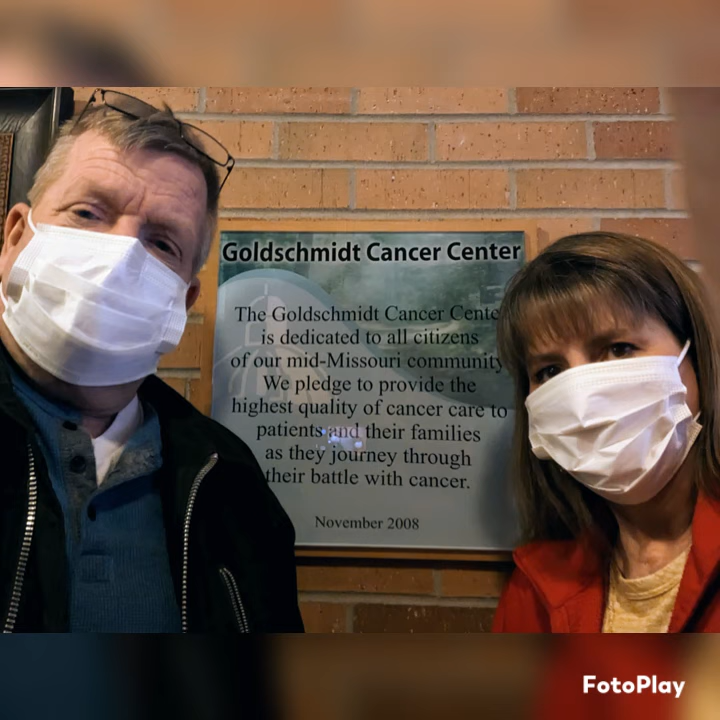 Goldschmidt Cancer Center
The Goldschmidt Cancer Cente
is dedicated to all citizens
of our mid-Missouri community
We pledge to provide the
highest quality of cancer care to
patients and their families
as they journey through
their battle with cancer.
November 2008
FotoPlay